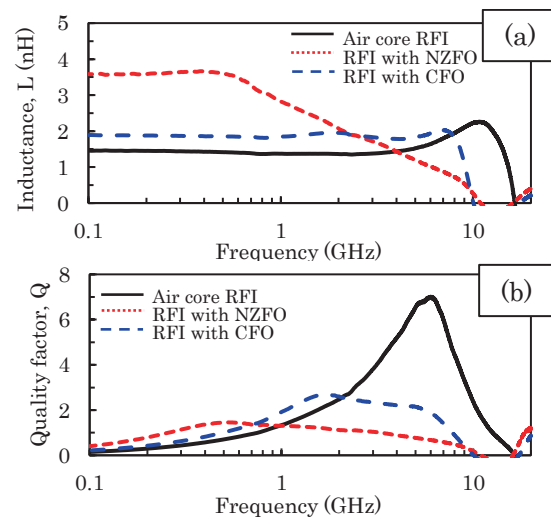 (a)
Air core RFI
RFI with NZFO
RFI with CFO
Inductance, L (nH)
5
4
3
2
1
0
0.1
1
10
Frequency (GHz)
(b)
Air core RFI
RFI with NZFO
RFI with CFO
Quality factor, Q
8
6
4
2
0
0.1
1
10
Frequency (GHz)